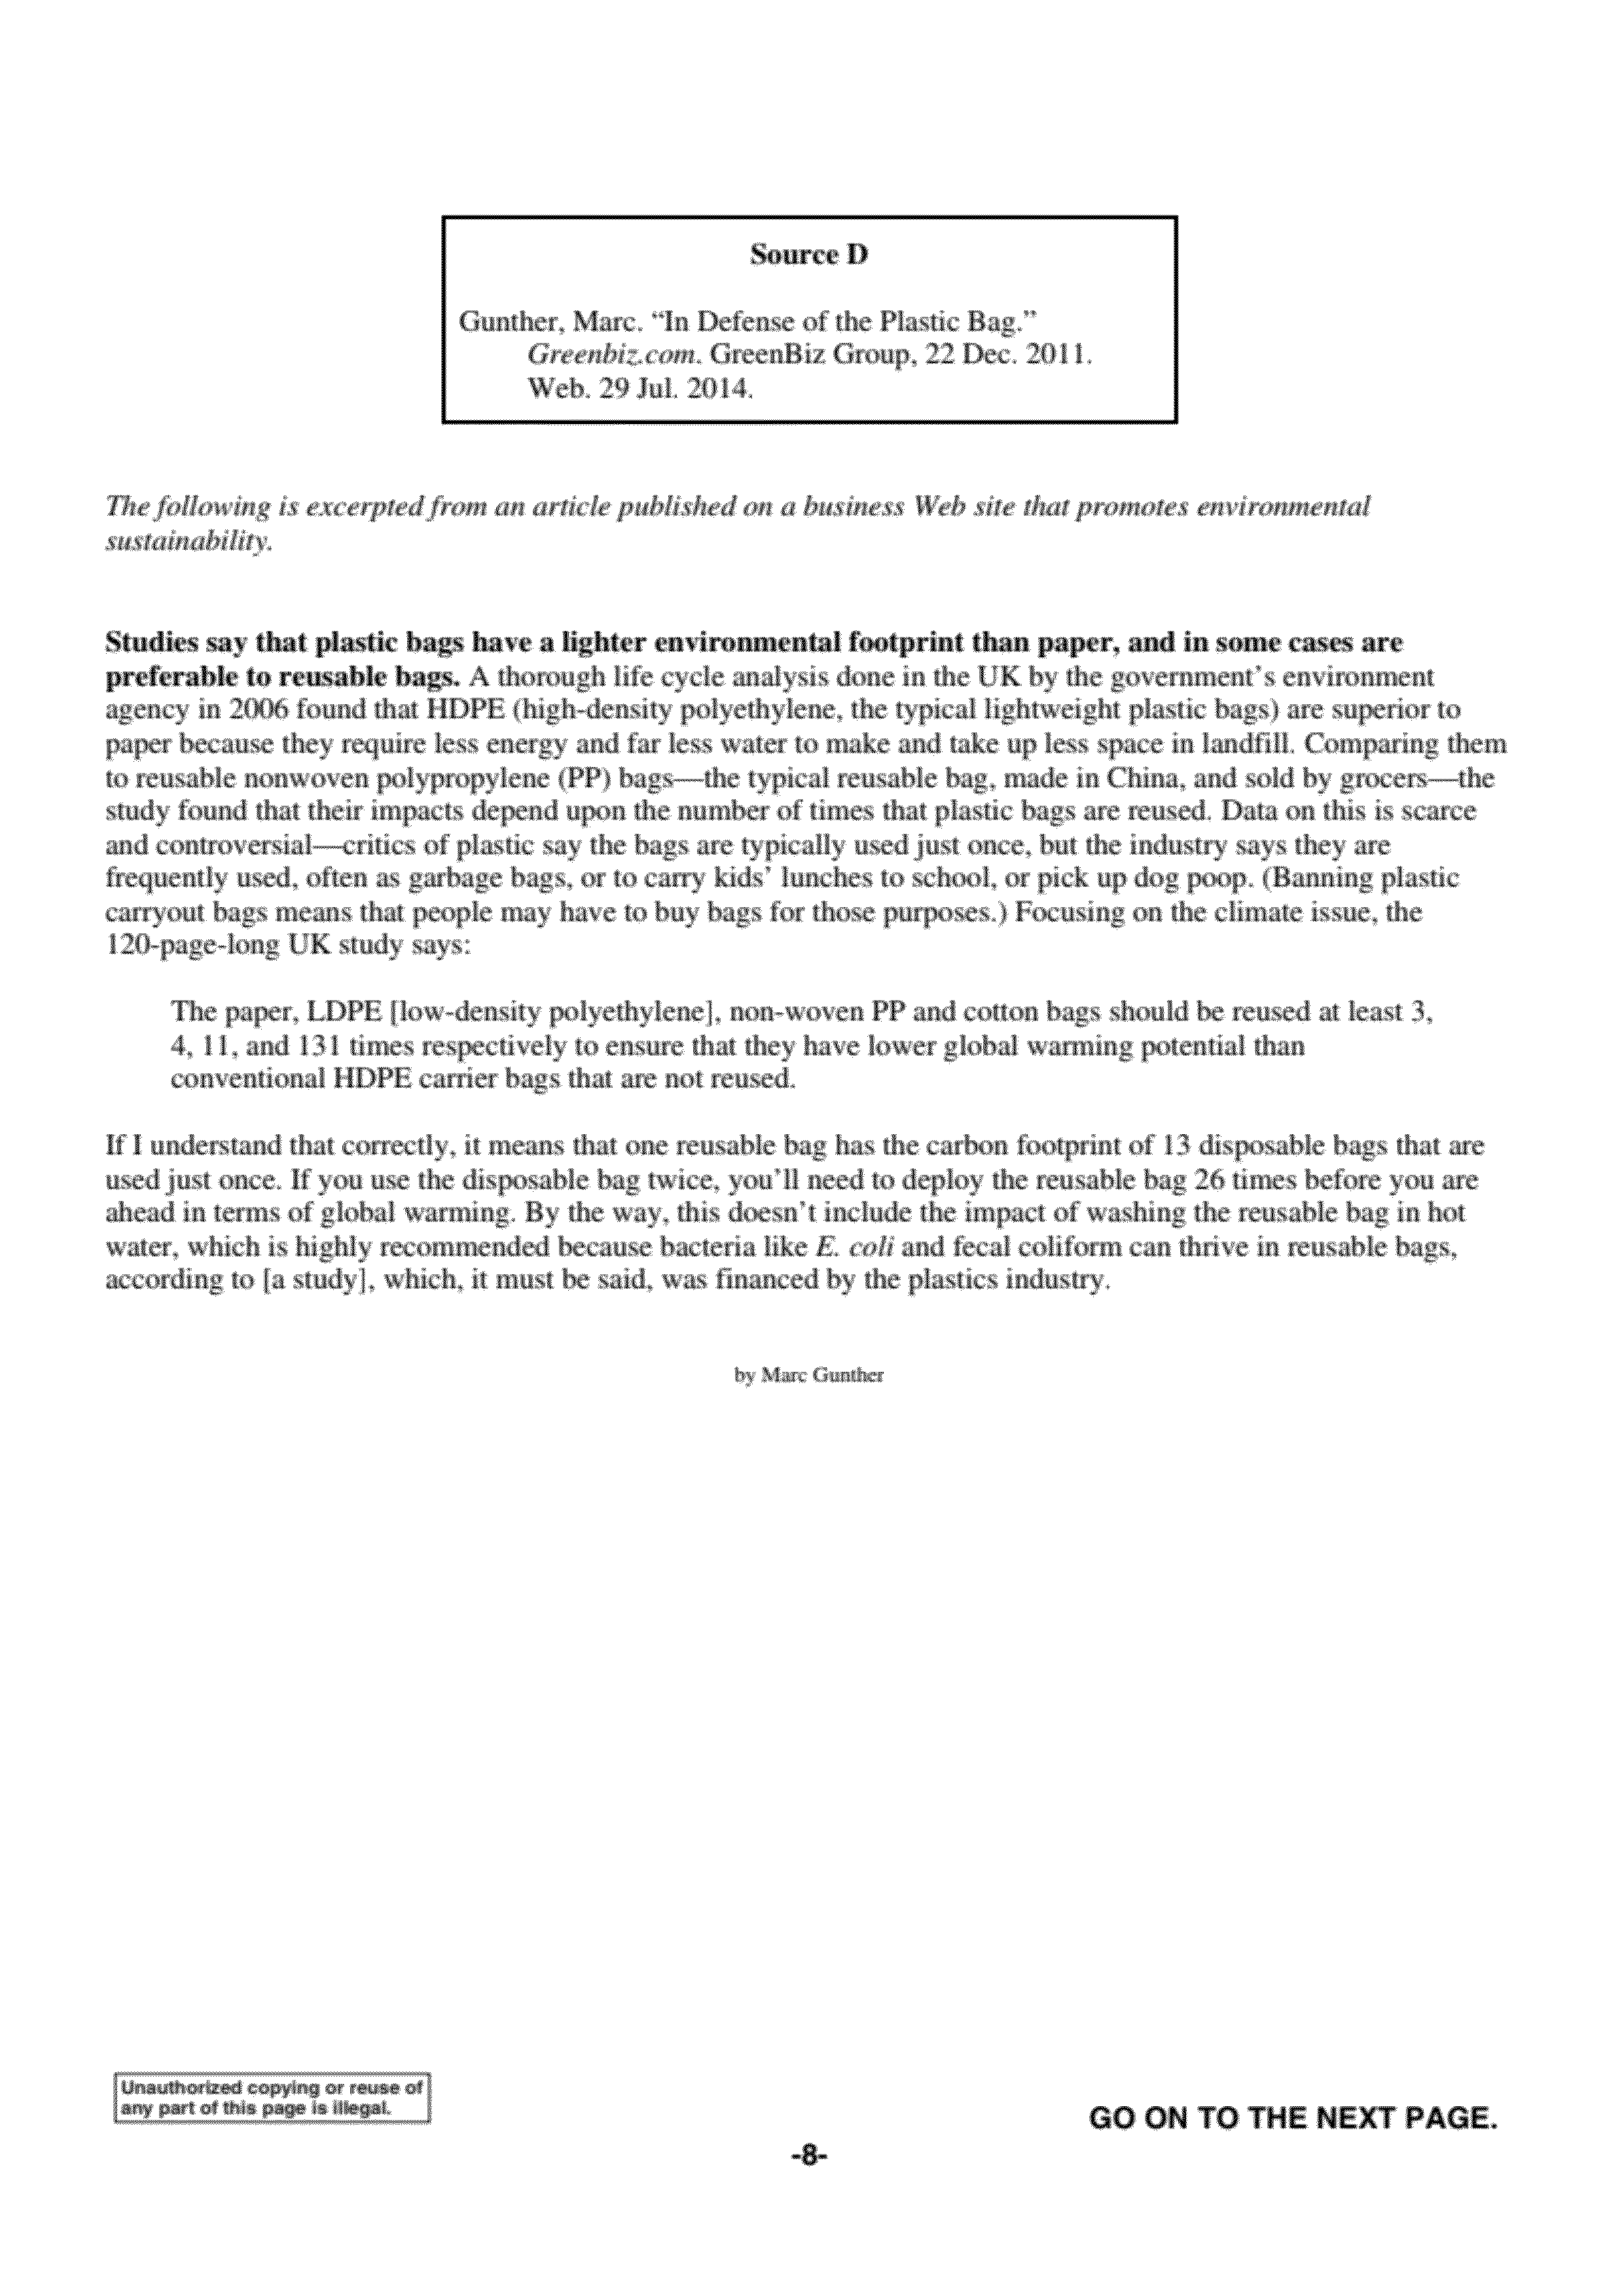 Source D
Gunther, Marc. “In Defense of the Plastic Bag.”
Greenbiz.com. GreenBiz Group, 22 Dec. 2011.
Web. 29 Jul. 2014.
The following is excerpted from an article published on a business Web site that promotes environmental
sustainability.
Studies say that plastic bags have a lighter environmental footprint than paper, and in some cases are
preferable to reusable bags. A thorough life cycle analysis done in the UK by the government’s environment
agency in 2006 found that HDPE (high-density polyethylene, the typical lightweight plastic bags) are superior to
paper because they require less energy and far less water to make and take up less space in landfill. Comparing them
to reusable nonwoven polypropylene (PP) bags—the typical reusable bag, made in China, and sold by grocers—the
study found that their impacts depend upon the number of times that plastic bags are reused. Data on this is scarce
and controversial—critics of plastic say the bags are typically used just once, but the industry says they are
frequently used, often as garbage bags, or to carry kids’ lunches to school, or pick up dog poop. (Banning plastic
carryout bags means that people may have to buy bags for those purposes.) Focusing on the climate issue, the
120-page-long UK study says:
The paper, LDPE [low-density polyethylene], non-woven PP and cotton bags should be reused at least 3,
4, 11, and 131 times respectively to ensure that they have lower global warming potential than
conventional HDPE carrier bags that are not reused.
If I understand that correctly, it means that one reusable bag has the carbon footprint of 13 disposable bags that are
used just once. If you use the disposable bag twice, you’ll need to deploy the reusable bag 26 times before you are
ahead in terms of global warming. By the way, this doesn’t include the impact of washing the reusable bag in hot
water, which is highly recommended because bacteria like E. coli and fecal coliform can thrive in reusable bags,
according to [a study], which, it must be said, was financed by the plastics industry.
by Marc Gunther
Unauthorized copying or reuse of
any part of this page is illegal.
GO ON TO THE NEXT PAGE.
-8-